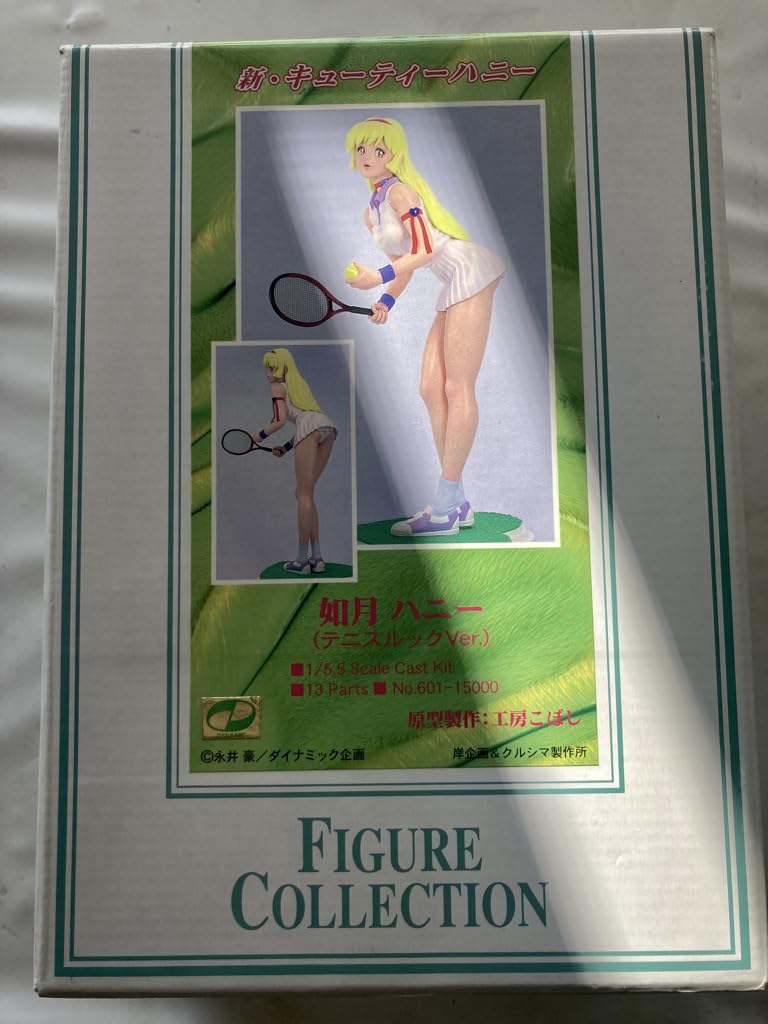 新・キューティーハニー
如月 ハニー
(テニスルックVer.)
■1/5.5 Scale Cast Kit
■13 Parts ■ No.601-15000
原型製作:工房こぼし
©永井 豪/ダイナミック企画
岸企画&クルシマ製作所
FIGURE
COLLECTION